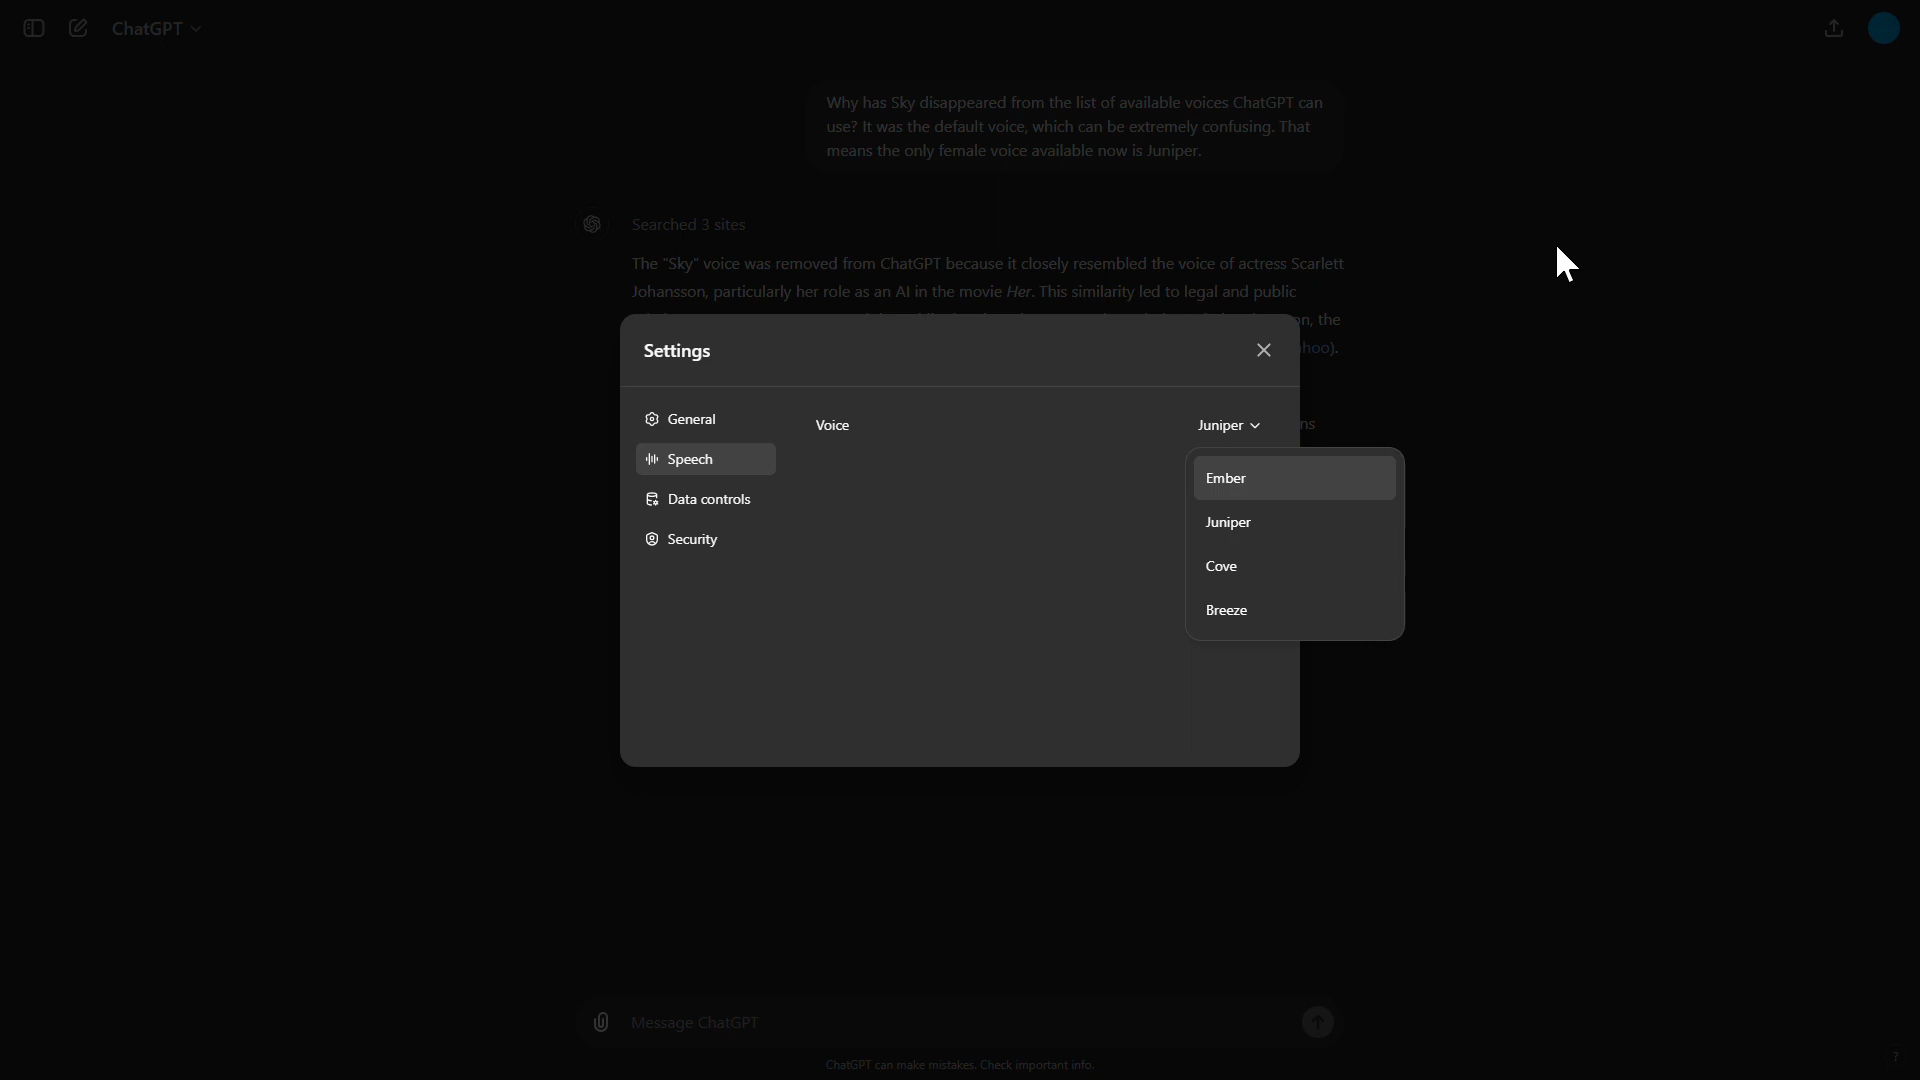 ChatGPT
Why has Sky disappeared from the list of available voices ChatGPT can
use? It was the default voice, which can be extremely confusing. That
means the only female voice available now is Juniper.
Searched 3 sites
The "Sky" voice was removed from ChatGPT because it closely resembled the voice of actress Scarlett
Johansson, particularly her role as an AI in the movie Her. This similarity led to legal and public
the
Settings
General
Voice
Juniper
Speech
Ember
Data controls
Juniper
Security
Cove
Breeze
Message ChatGPT
ChatGPT can make mistakes. Check important info.
?